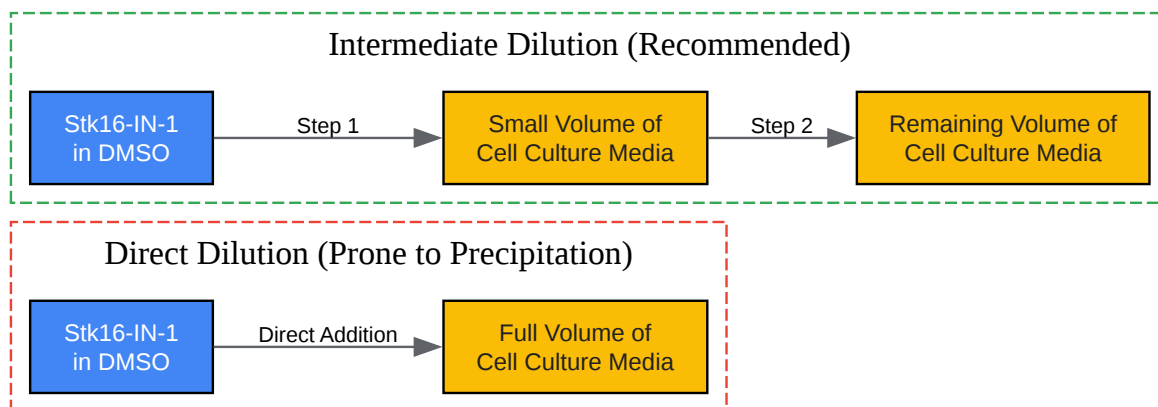 Intermediate Dilution (Recommended)
Stk16-IN-1
in DMSO
Step 1
Small Volume of
Cell Culture Media
Step 2
Remaining Volume of
Cell Culture Media
Direct Dilution (Prone to Precipitation)
Stk16-IN-1
in DMSO
Direct Addition
Full Volume of
Cell Culture Media